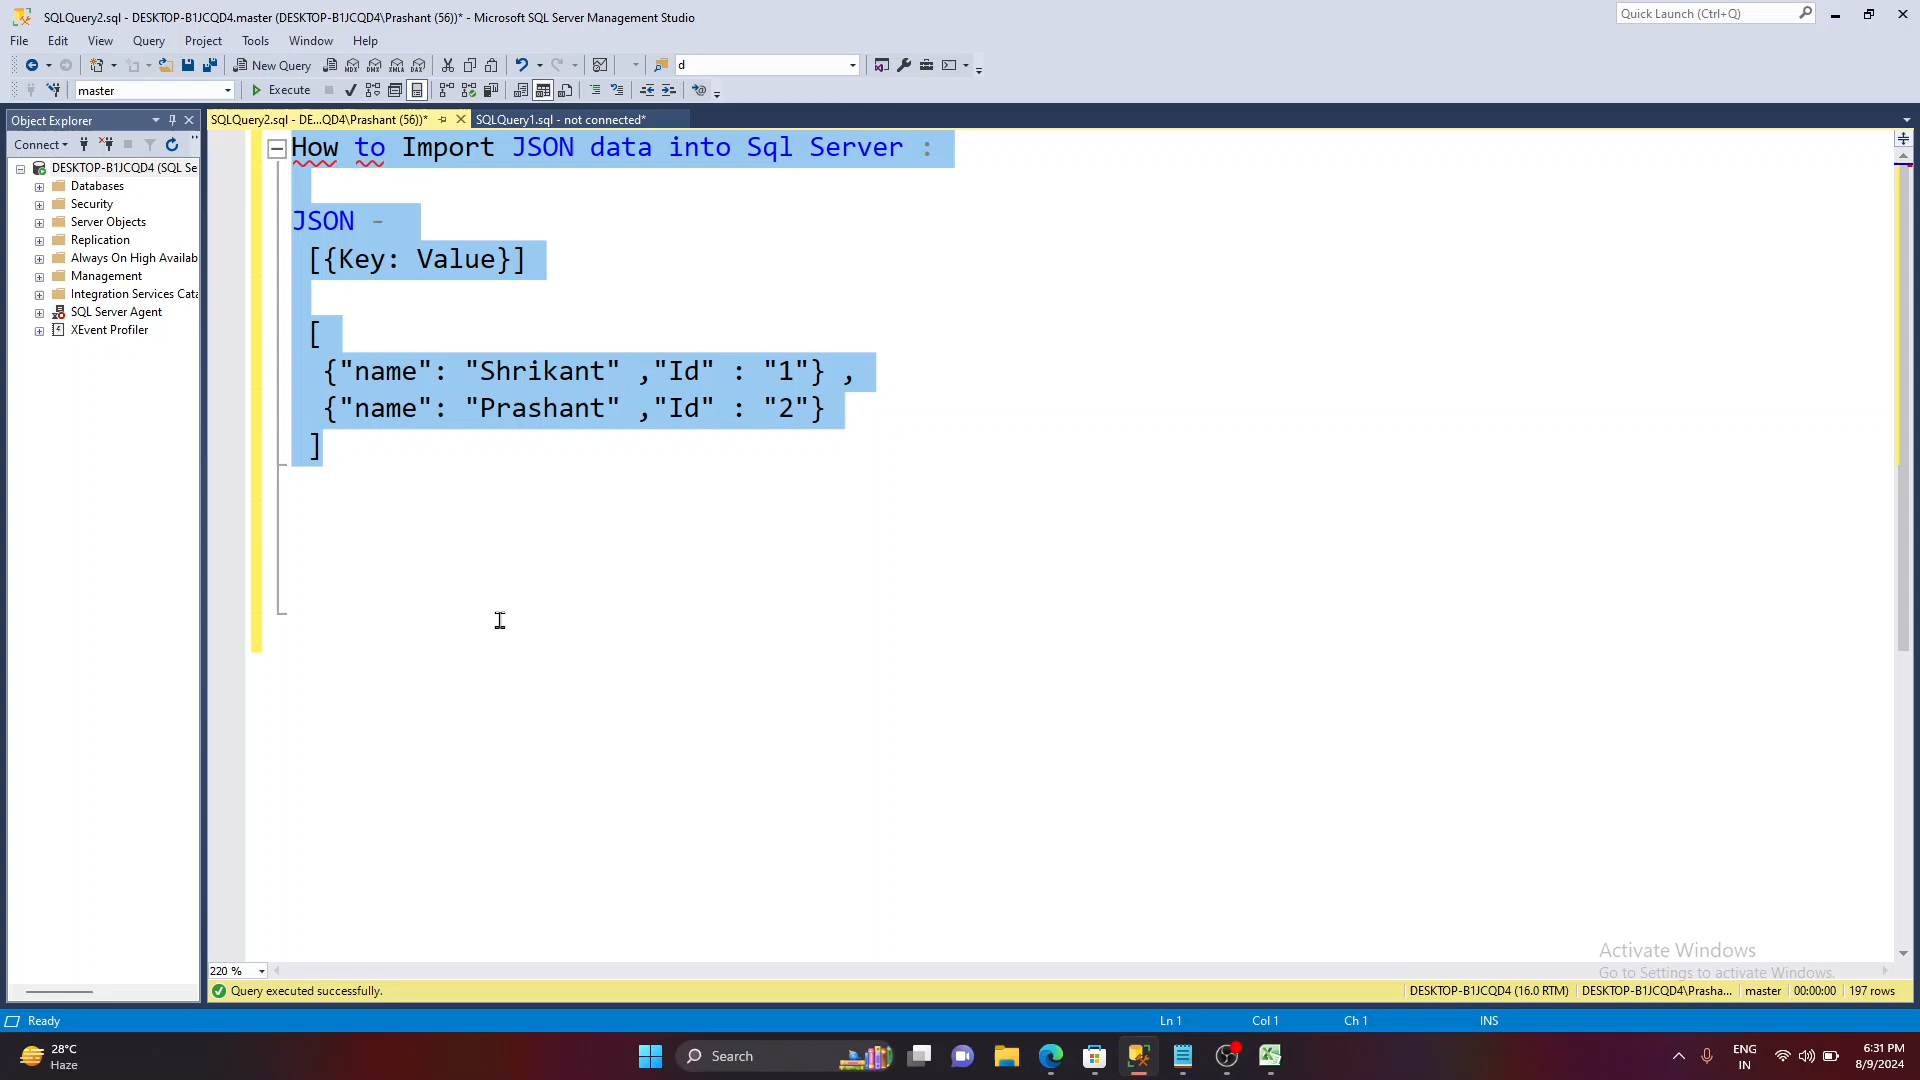 SQLQuery2.sql - DESKTOP-B1JCQD4.master (DESKTOP-B1JCQD4\Prashant (56))* - Microsoft SQL Server Management Studio
Quick Launch (Ctrl+Q)
File Edit View Query Project Tools Window Help
New Query
MDX DMX XMLA DAX
d
master
Execute
Object Explorer
SQLQuery2.sql - DE...QD4\Prashant (56))*
SQLQuery1.sql - not connected*
Connect
DESKTOP-B1JCQD4 (SQL Se
Databases
Security
Server Objects
Replication
Always On High Availab
Management
Integration Services Cata
SQL Server Agent
XEvent Profiler
How to Import JSON data into Sql Server :
JSON -
[{Key: Value}]
[
{"name": "Shrikant" ,"Id" : "1"} ,
{"name": "Prashant" ,"Id" : "2"}
]
Activate Windows
Go to Settings to activate Windows.
220 %
Query executed successfully.
DESKTOP-B1JCQD4 (16.0 RTM)
DESKTOP-B1JCQD4\Prasha...
master
00:00:00
197 rows
Ready
Ln 1
Col 1
Ch 1
INS
28°C
Haze
Search
ENG
IN
6:31 PM
8/9/2024